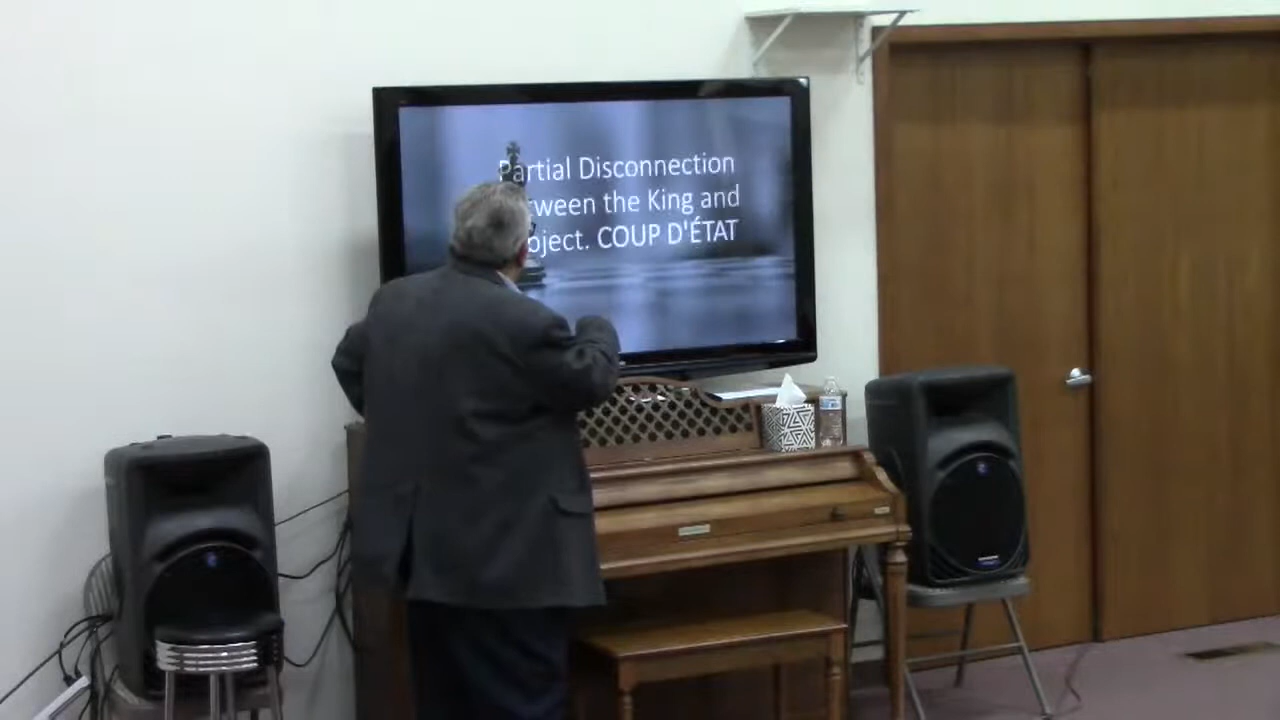 Partial Disconnection
tween the King and
oject. COUP D'ÉTAT